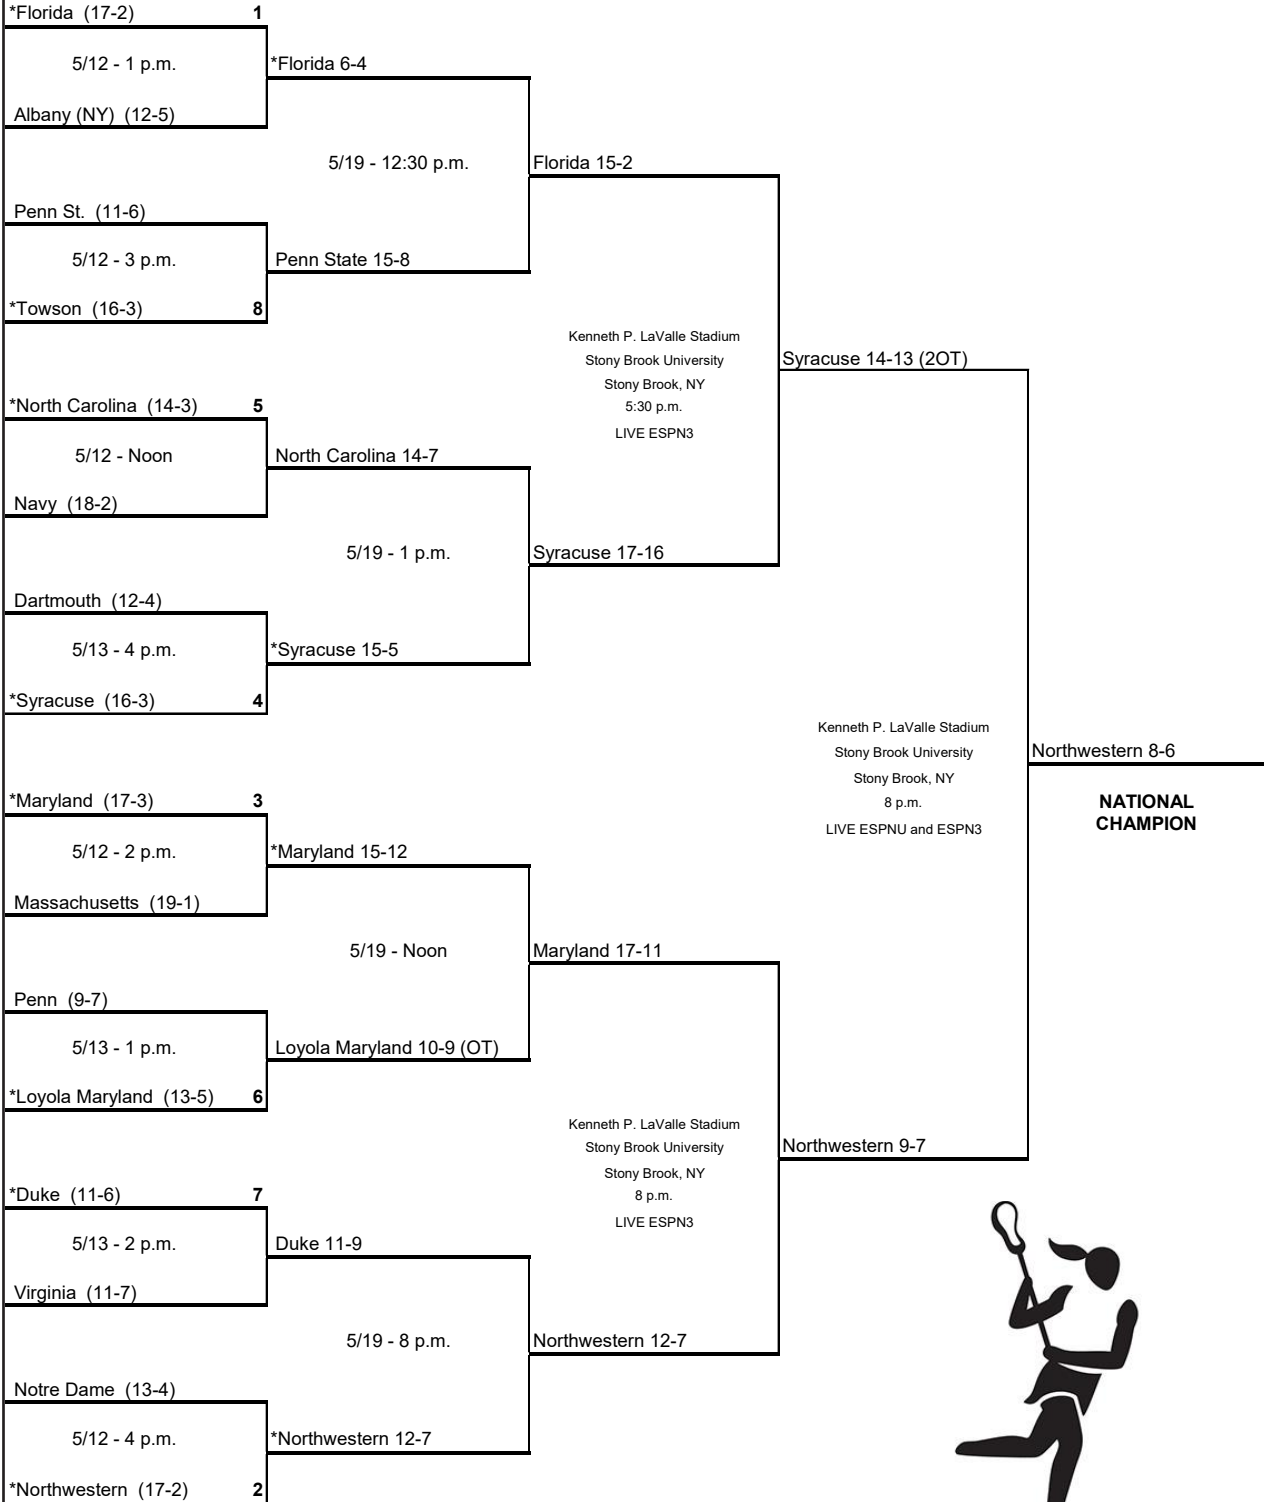 *Florida (17-2) 1
5/12 - 1 p.m.
*Florida 6-4
Albany (NY) (12-5)
5/19 - 12:30 p.m.
Florida 15-2
Penn St. (11-6)
5/12 - 3 p.m.
Penn State 15-8
*Towson (16-3) 8
Kenneth P. LaValle Stadium
Stony Brook University
Stony Brook, NY
5:30 p.m.
LIVE ESPN3
Syracuse 14-13 (2OT)
*North Carolina (14-3) 5
5/12 - Noon
North Carolina 14-7
Navy (18-2)
5/19 - 1 p.m.
Syracuse 17-16
Dartmouth (12-4)
5/13 - 4 p.m.
*Syracuse 15-5
*Syracuse (16-3) 4
Kenneth P. LaValle Stadium
Stony Brook University
Stony Brook, NY
8 p.m.
LIVE ESPNU and ESPN3
Northwestern 8-6
NATIONAL
CHAMPION
*Maryland (17-3) 3
5/12 - 2 p.m.
*Maryland 15-12
Massachusetts (19-1)
5/19 - Noon
Maryland 17-11
Penn (9-7)
5/13 - 1 p.m.
Loyola Maryland 10-9 (OT)
*Loyola Maryland (13-5) 6
Kenneth P. LaValle Stadium
Stony Brook University
Stony Brook, NY
8 p.m.
LIVE ESPN3
Northwestern 9-7
*Duke (11-6) 7
5/13 - 2 p.m.
Duke 11-9
Virginia (11-7)
5/19 - 8 p.m.
Northwestern 12-7
Notre Dame (13-4)
5/12 - 4 p.m.
*Northwestern 12-7
*Northwestern (17-2) 2